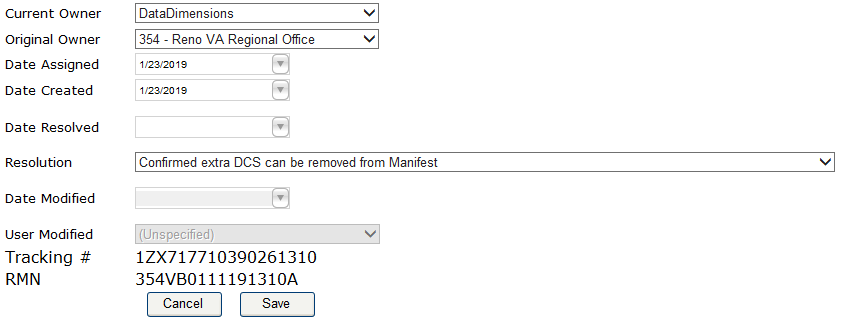 Current Owner DataDimensions
Original Owner 354 - Reno VA Regional Office
Date Assigned 1/23/2019
Date Created 1/23/2019
Date Resolved
Resolution Confirmed extra DCS can be removed from Manifest
Date Modified
User Modified (Unspecified)
Tracking # 1ZX717710390261310
RMN 354VB0111191310A
Cancel Save